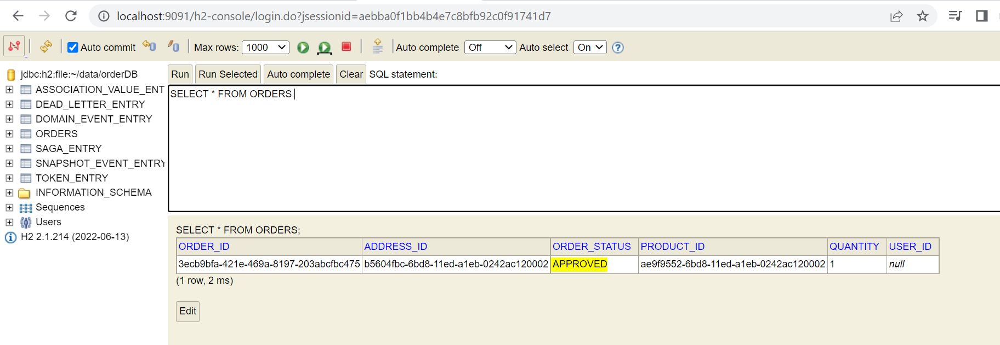 localhost:9091/h2-console/login.do?jsessionid=aebba0f1bb4b4e7c8bfb92c0f91741d7
Auto commit Max rows: 1000 Auto complete Off Auto select On
jdbc:h2:file:~/data/orderDB
ASSOCIATION_VALUE_ENT
DEAD_LETTER_ENTRY
DOMAIN_EVENT_ENTRY
ORDERS
SAGA_ENTRY
SNAPSHOT_EVENT_ENTRY
TOKEN_ENTRY
INFORMATION_SCHEMA
Sequences
Users
H2 2.1.214 (2022-06-13)
Run Run Selected Auto complete Clear SQL statement:
SELECT * FROM ORDERS
SELECT * FROM ORDERS;
ORDER_ID ADDRESS_ID ORDER_STATUS PRODUCT_ID QUANTITY USER_ID
3ecb9bfa-421e-469a-8197-203abcfbc475 b5604fbc-6bd8-11ed-a1eb-0242ac120002 APPROVED ae9f9552-6bd8-11ed-a1eb-0242ac120002 1 null
(1 row, 2 ms)
Edit